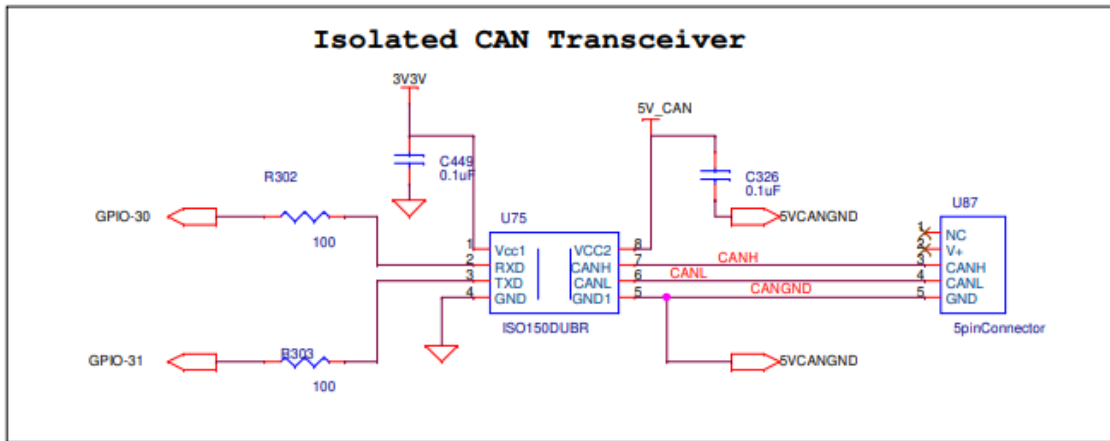 Isolated CAN Transceiver
3V3V
5V_CAN
C449
0.1uF
C326
0.1uF
R302
100
GPIO-30
5VCANGND
U75
U87
1 Vcc1 VCC2 8
2 RXD CANH 7
3 TXD CANL 6
4 GND GND1 5
ISO150DUBR
CANH
CANL
CANGND
1 NC
2 V+
3 CANH
4 CANL
5 GND
5pinConnector
GPIO-31
R303
100
5VCANGND